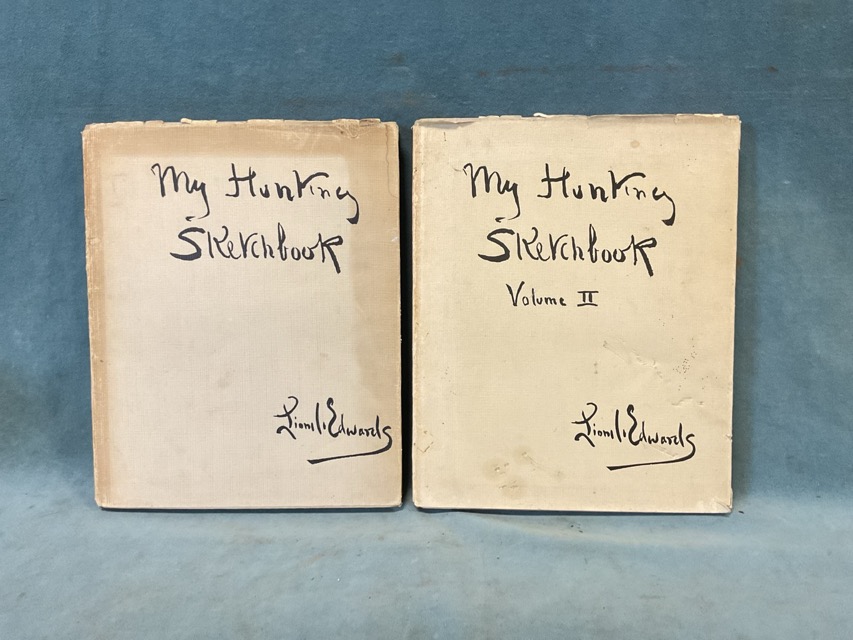 My Hunting
Sketchbook
Lionel Edwards
My Hunting
Sketchbook
Volume II
Lionel Edwards